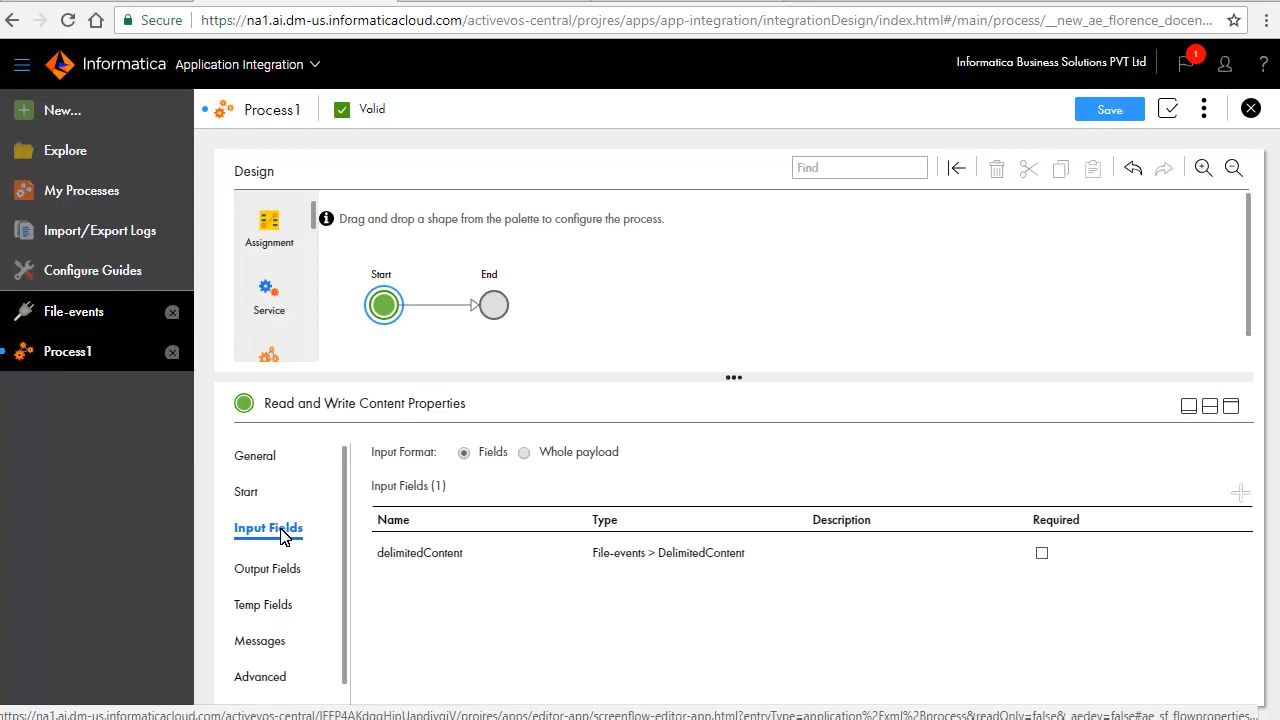 Secure
https://na1.ai.dm-us.informaticacloud.com/activevos-central/projres/apps/app-integration/integrationDesign/index.html#/main/process/__new_ae_florence_docen...
Informatica Application Integration
Informatica Business Solutions PVT Ltd
1
?
New...
Explore
My Processes
Import/Export Logs
Configure Guides
File-events
Process1
Process1
Valid
Save
Design
Find
Assignment
Service
Drag and drop a shape from the palette to configure the process.
Start
End
Read and Write Content Properties
General
Start
Input Fields
Output Fields
Temp Fields
Messages
Advanced
Input Format: Fields Whole payload
Input Fields (1)
Name Type Description Required
delimitedContent File-events > DelimitedContent